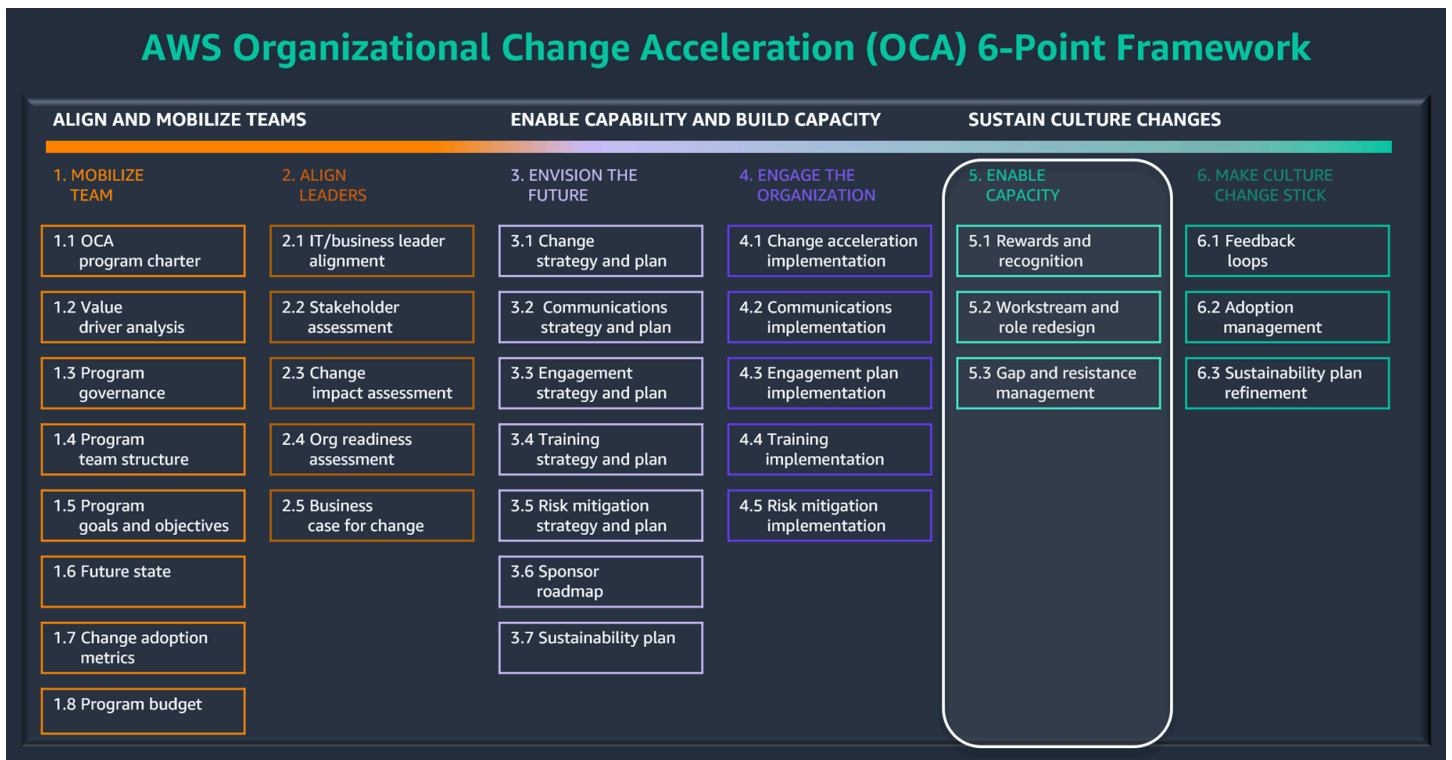 AWS Organizational Change Acceleration (OCA) 6-Point Framework
ALIGN AND MOBILIZE TEAMS
ENABLE CAPABILITY AND BUILD CAPACITY
SUSTAIN CULTURE CHANGES
1. MOBILIZE
TEAM
1.1 OCA
program charter
1.2 Value
driver analysis
1.3 Program
governance
1.4 Program
team structure
1.5 Program
goals and objectives
1.6 Future state
1.7 Change adoption
metrics
1.8 Program budget
2. ALIGN
LEADERS
2.1 IT/business leader
alignment
2.2 Stakeholder
assessment
2.3 Change
impact assessment
2.4 Org readiness
assessment
2.5 Business
case for change
3. ENVISION THE
FUTURE
3.1 Change
strategy and plan
3.2 Communications
strategy and plan
3.3 Engagement
strategy and plan
3.4 Training
strategy and plan
3.5 Risk mitigation
strategy and plan
3.6 Sponsor
roadmap
3.7 Sustainability plan
4. ENGAGE THE
ORGANIZATION
4.1 Change acceleration
implementation
4.2 Communications
implementation
4.3 Engagement plan
implementation
4.4 Training
implementation
4.5 Risk mitigation
implementation
5. ENABLE
CAPACITY
5.1 Rewards and
recognition
5.2 Workstream and
role redesign
5.3 Gap and resistance
management
6. MAKE CULTURE
CHANGE STICK
6.1 Feedback
loops
6.2 Adoption
management
6.3 Sustainability plan
refinement